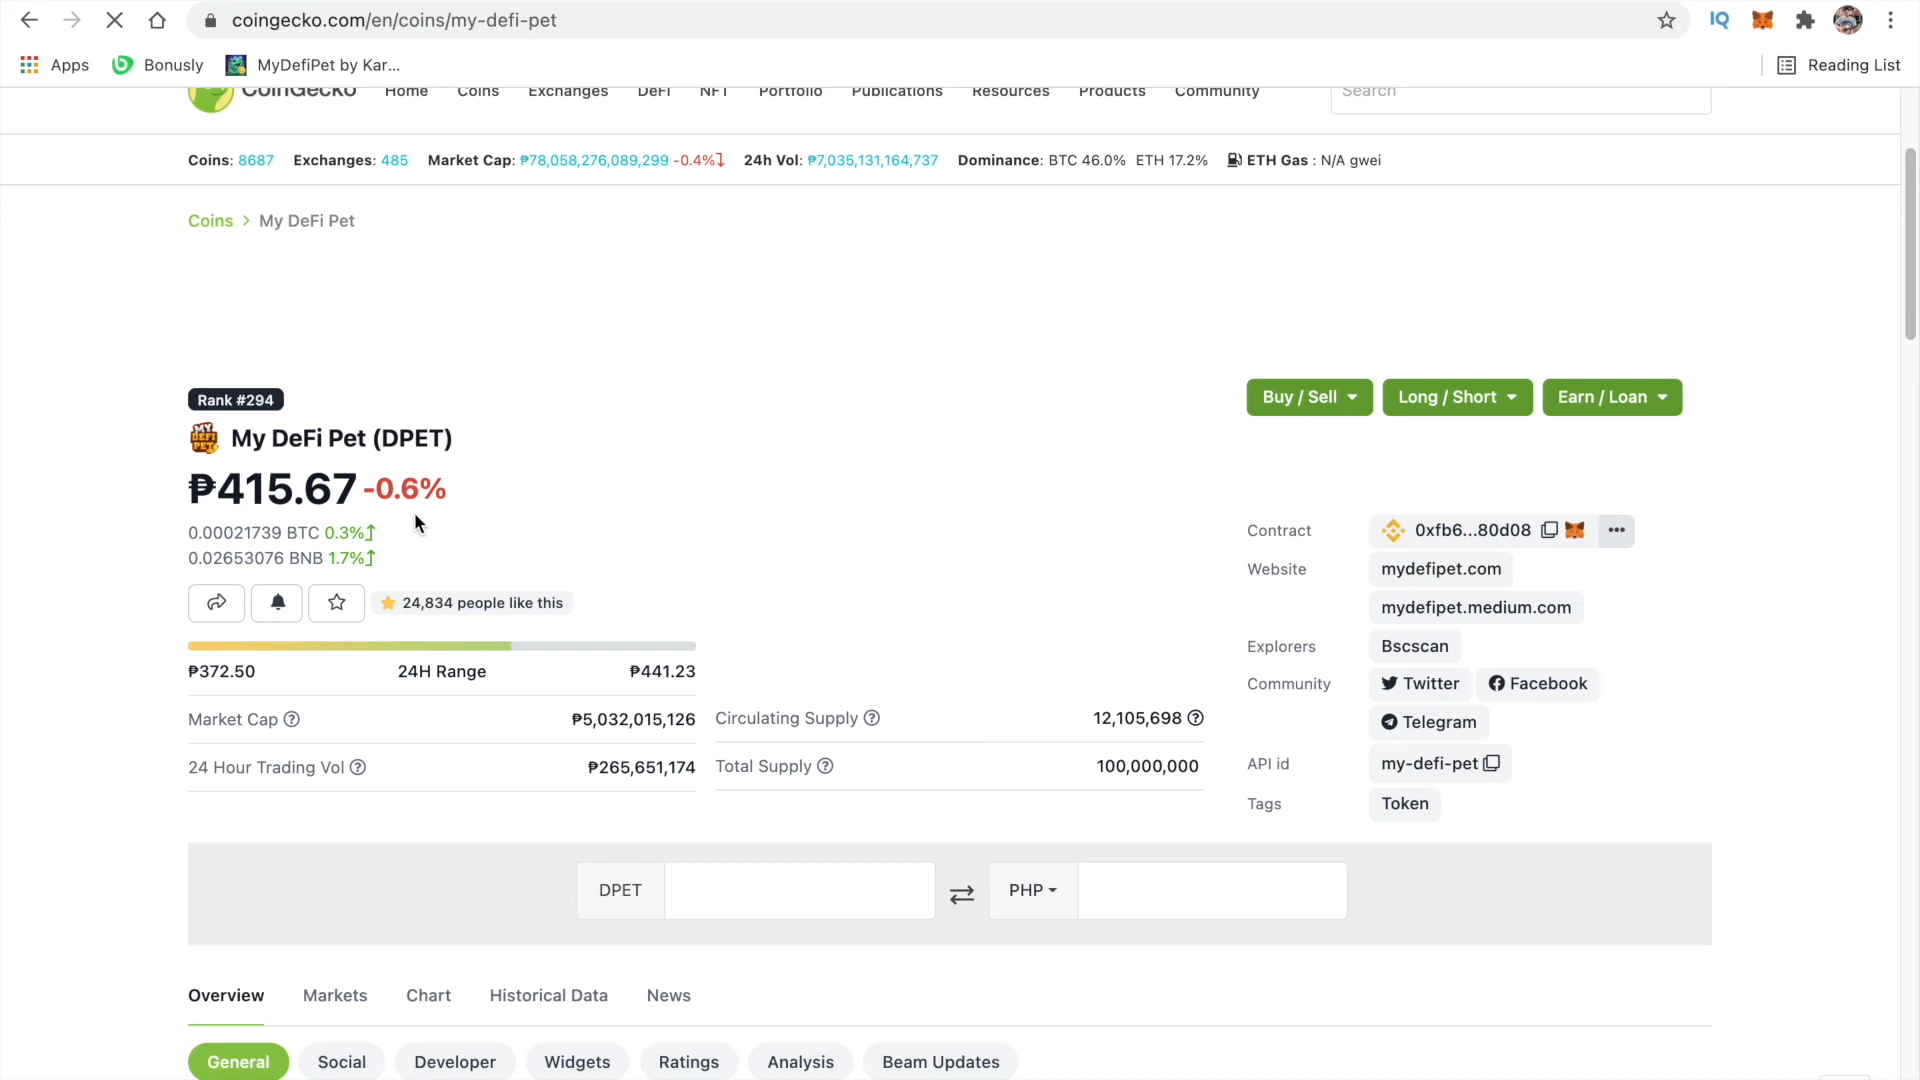 coingecko.com/en/coins/my-defi-pet
IQ
Apps Bonusly MyDefiPet by Kar... Reading List
CoinGecko Home Coins Exchanges DeFi NFT Portfolio Publications Resources Products Community Search
Coins: 8687 Exchanges: 485 Market Cap: ₱78,058,276,089,299 -0.4% 24h Vol: ₱7,035,131,164,737 Dominance: BTC 46.0% ETH 17.2% ETH Gas : N/A gwei
Coins > My DeFi Pet
Rank #294
Buy / Sell Long / Short Earn / Loan
MY DEFI PET
My DeFi Pet (DPET)
₱415.67 -0.6%
0.00021739 BTC 0.3%
0.02653076 BNB 1.7%
24,834 people like this
₱372.50 24H Range ₱441.23
Market Cap ₱5,032,015,126
24 Hour Trading Vol ₱265,651,174
Circulating Supply 12,105,698
Total Supply 100,000,000
Contract 0xfb6...80d08 •••
Website mydefipet.com
mydefipet.medium.com
Explorers Bscscan
Community Twitter Facebook
Telegram
API id my-defi-pet
Tags Token
DPET PHP
Overview Markets Chart Historical Data News
General Social Developer Widgets Ratings Analysis Beam Updates